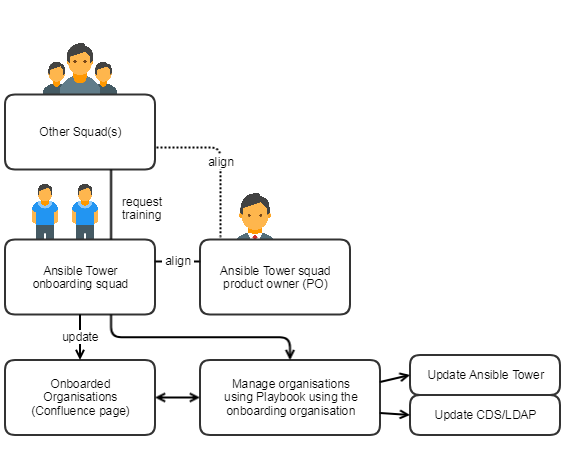 Other Squad(s)
align
request
training
Ansible Tower
onboarding squad
align
Ansible Tower squad
product owner (PO)
update
Onboarded
Organisations
(Confluence page)
Manage organisations
using Playbook using the
onboarding organisation
Update Ansible Tower
Update CDS/LDAP